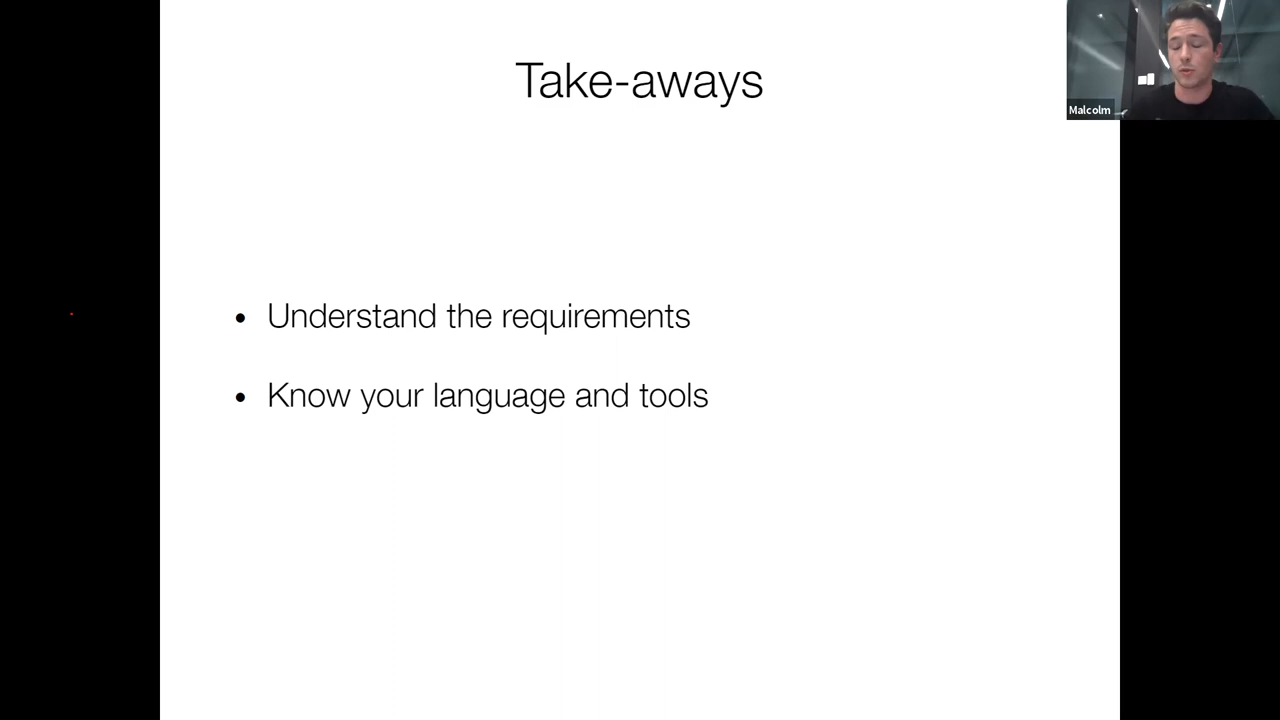 Take-aways
Malcolm
• Understand the requirements
• Know your language and tools